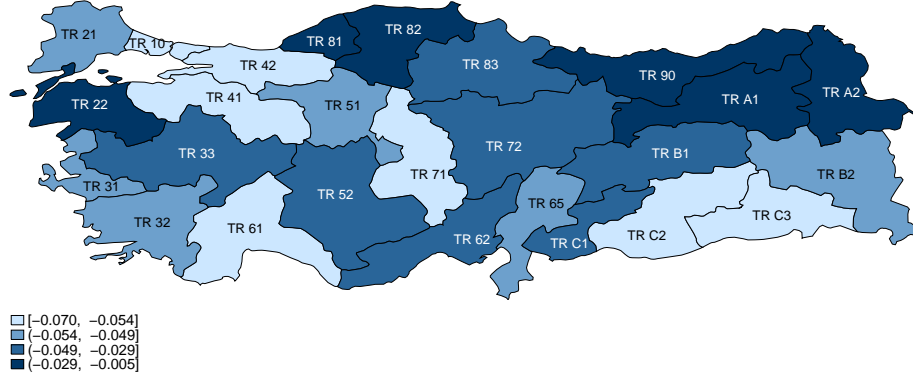 TR 21
TR 10
TR 81
TR 82
TR 42
TR 83
TR 90
TR 22
TR 41
TR 51
TR A1
TR A2
TR 33
TR 72
TR B1
TR 71
TR B2
TR 31
TR 52
TR 65
TR 32
TR 61
TR 62
TR C1
TR C2
TR C3
[−0.070, −0.054]
(−0.054, −0.049]
(−0.049, −0.029]
(−0.029, −0.005]